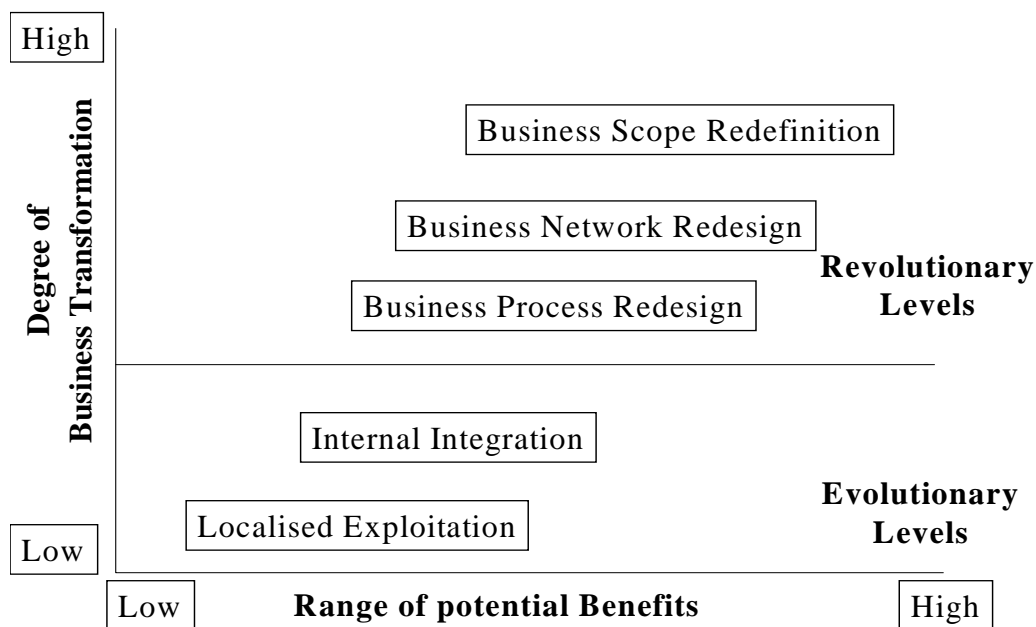 High
Business Scope Redefinition
Degree of
Business Transformation
Business Network Redesign
Revolutionary
Levels
Business Process Redesign
Internal Integration
Evolutionary
Levels
Localised Exploitation
Low
Low
Range of potential Benefits
High